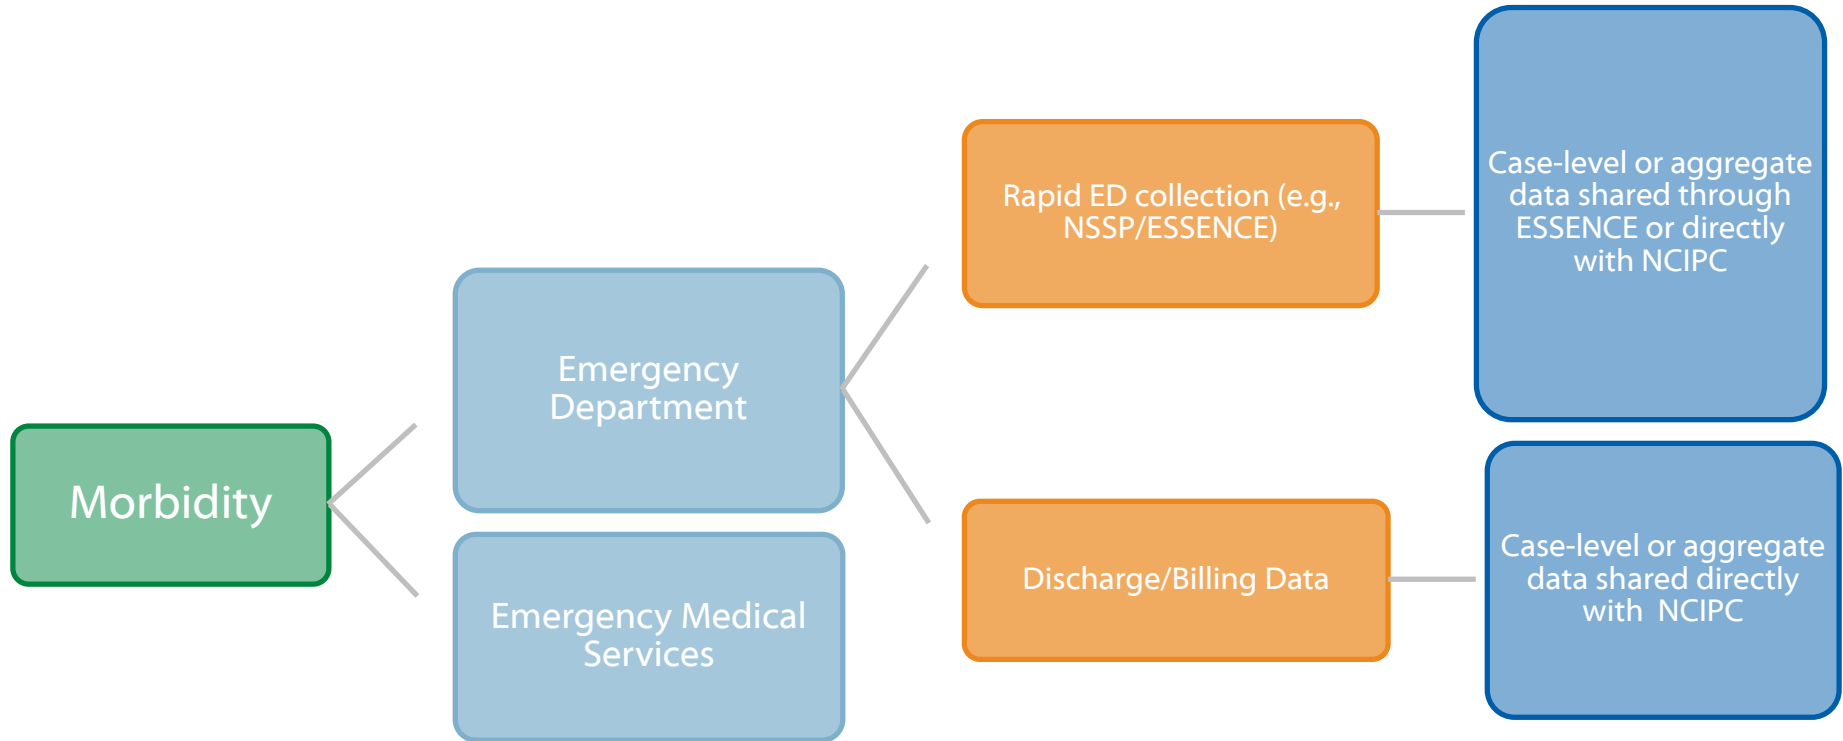 Morbidity
Emergency
Department
Emergency Medical
Services
Rapid ED collection (e.g.,
NSSP/ESSENCE)
Discharge/Billing Data
Case-level or aggregate
data shared through
ESSENCE or directly
with NCIPC
Case-level or aggregate
data shared directly
with NCIPC